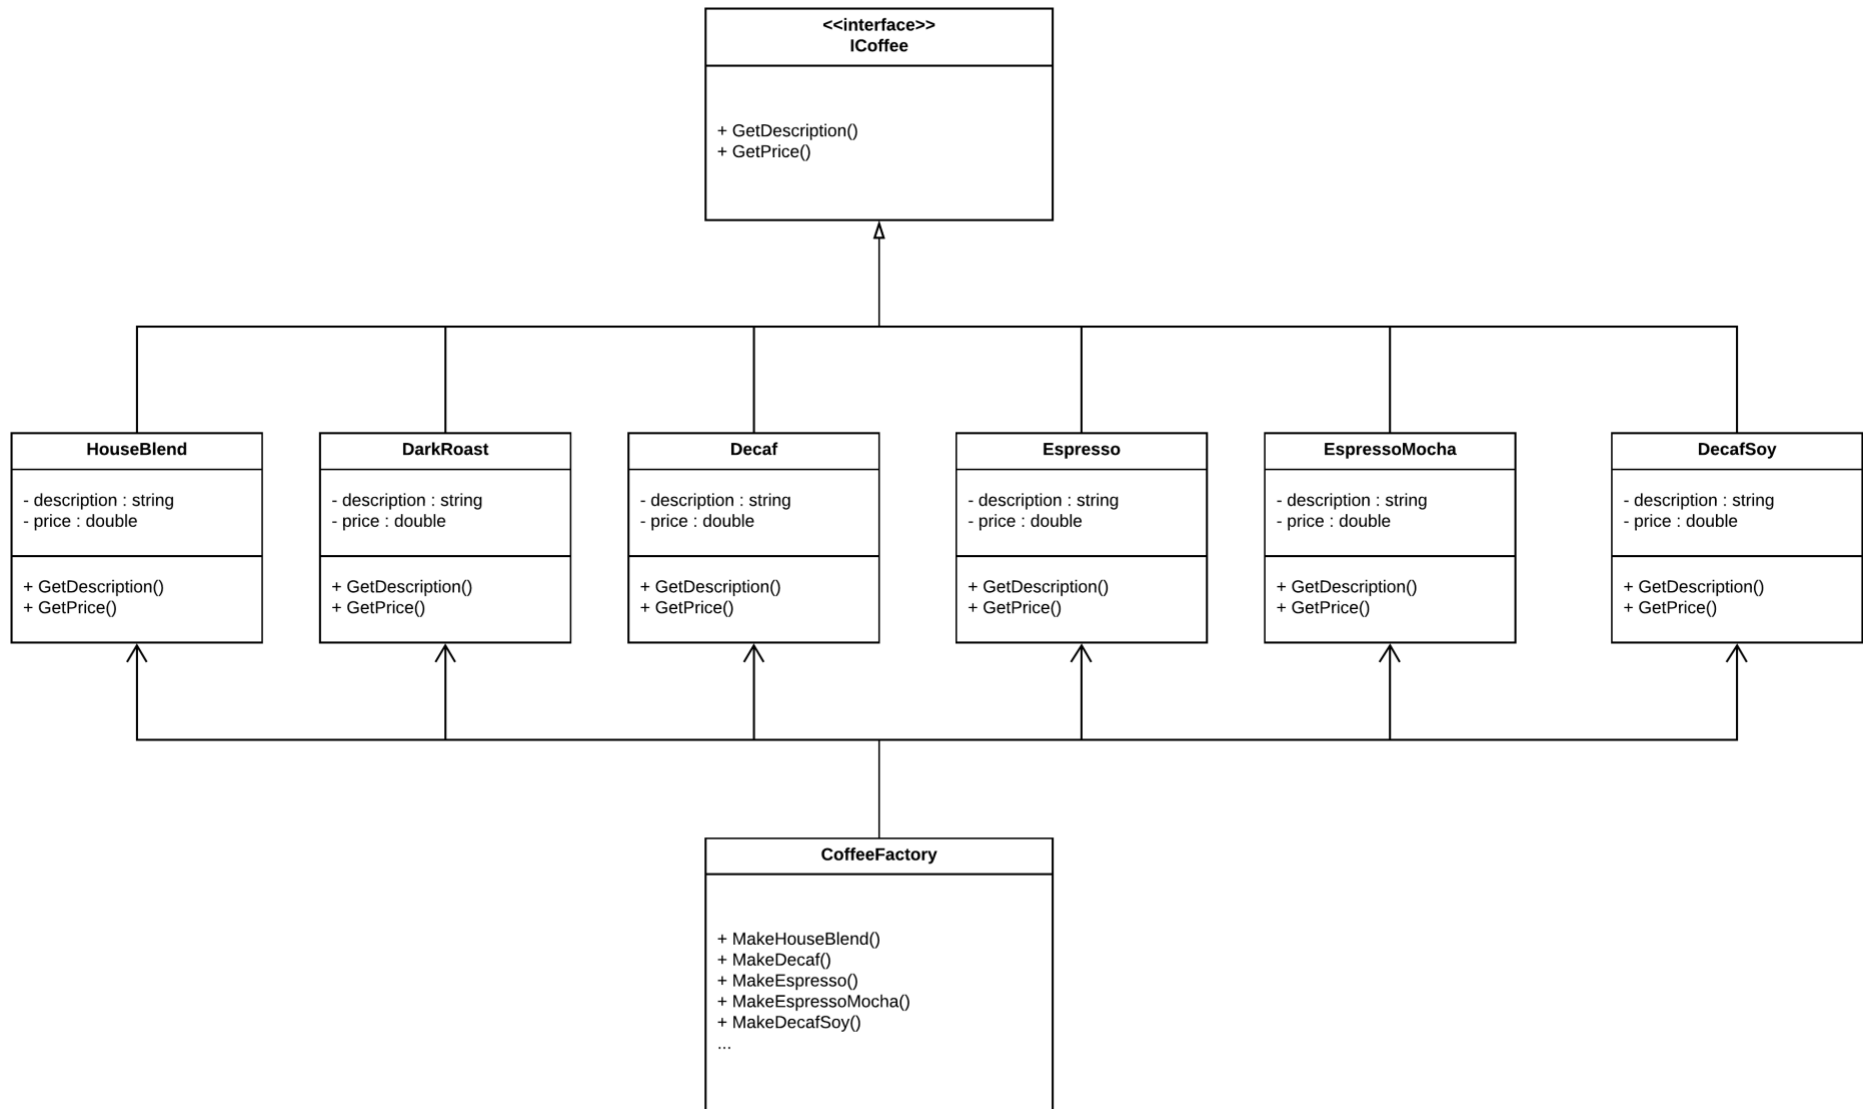 <<interface>>
ICoffee
+ GetDescription()
+ GetPrice()
HouseBlend
- description : string
- price : double
+ GetDescription()
+ GetPrice()
DarkRoast
- description : string
- price : double
+ GetDescription()
+ GetPrice()
Decaf
- description : string
- price : double
+ GetDescription()
+ GetPrice()
Espresso
- description : string
- price : double
+ GetDescription()
+ GetPrice()
EspressoMocha
- description : string
- price : double
+ GetDescription()
+ GetPrice()
DecafSoy
- description : string
- price : double
+ GetDescription()
+ GetPrice()
CoffeeFactory
+ MakeHouseBlend()
+ MakeDecaf()
+ MakeEspresso()
+ MakeEspressoMocha()
+ MakeDecafSoy()
...